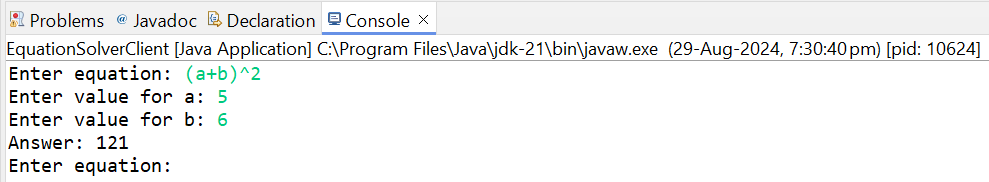 Problems @ Javadoc Declaration Console ×
EquationSolverClient [Java Application] C:\Program Files\Java\jdk-21\bin\javaw.exe (29-Aug-2024, 7:30:40 pm) [pid: 10624]
Enter equation: (a+b)^2
Enter value for a: 5
Enter value for b: 6
Answer: 121
Enter equation: